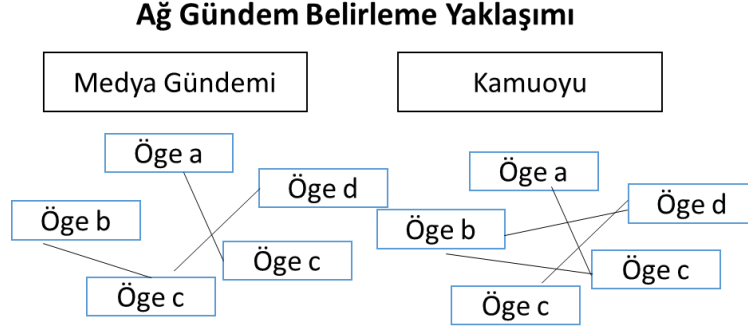 Ağ Gündem Belirleme Yaklaşımı
Medya Gündemi
Kamuoyu
Öge a
Öge d
Öge b
Öge c
Öge c
Öge a
Öge d
Öge b
Öge c
Öge c